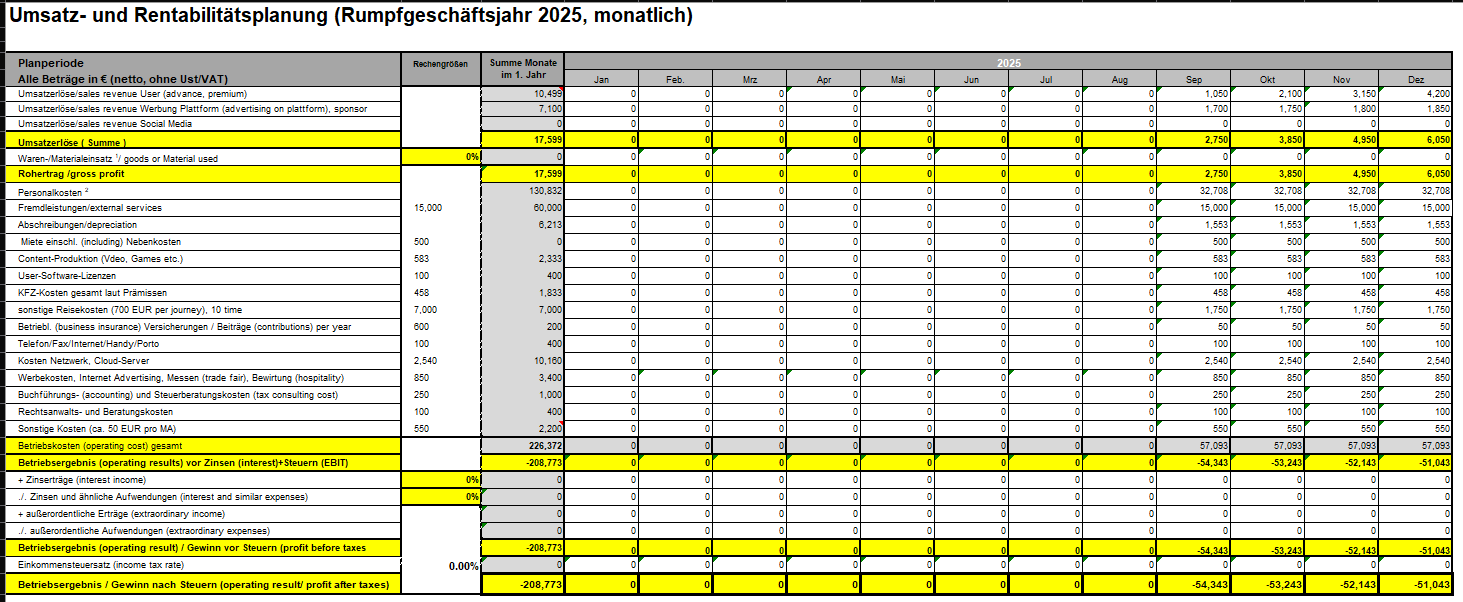 Umsatz- und Rentabilitätsplanung (Rumpfgeschäftsjahr 2025, monatlich)
Planperiode Rechengrößen Summe Monate 2025
Alle Beträge in € (netto, ohne Ust/VAT) im 1. Jahr Jan Feb. Mrz Apr Mai Jun Jul Aug Sep Okt Nov Dez
Umsatzerlöse/sales revenue User (advance, premium) 10,499 0 0 0 0 0 0 0 0 1,050 2,100 3,150 4,200
Umsatzerlöse/sales revenue Werbung Plattform (advertising on plattform), sponsor 7,100 0 0 0 0 0 0 0 0 1,700 1,750 1,800 1,850
Umsatzerlöse/sales revenue Social Media 0 0 0 0 0 0 0 0 0 0 0 0 0
Umsatzerlöse ( Summe ) 17,599 0 0 0 0 0 0 0 0 2,750 3,850 4,950 6,050
Waren-/Materialeinsatz ¹/ goods or Material used 0% 0 0 0 0 0 0 0 0 0 0 0 0 0
Rohertrag /gross profit 17,599 0 0 0 0 0 0 0 0 2,750 3,850 4,950 6,050
Personalkosten ² 130,832 0 0 0 0 0 0 0 0 32,708 32,708 32,708 32,708
Fremdleistungen/external services 15,000 60,000 0 0 0 0 0 0 0 0 15,000 15,000 15,000 15,000
Abschreibungen/depreciation 6,213 0 0 0 0 0 0 0 0 1,553 1,553 1,553 1,553
Miete einschl. (including) Nebenkosten 500 0 0 0 0 0 0 0 0 0 500 500 500 500
Content-Produktion (Vdeo, Games etc.) 583 2,333 0 0 0 0 0 0 0 0 583 583 583 583
User-Software-Lizenzen 100 400 0 0 0 0 0 0 0 0 100 100 100 100
KFZ-Kosten gesamt laut Prämissen 458 1,833 0 0 0 0 0 0 0 0 458 458 458 458
sonstige Reisekosten (700 EUR per journey), 10 time 7,000 7,000 0 0 0 0 0 0 0 0 1,750 1,750 1,750 1,750
Betriebl. (business insurance) Versicherungen / Beiträge (contributions) per year 600 200 0 0 0 0 0 0 0 0 50 50 50 50
Telefon/Fax/Internet/Handy/Porto 100 400 0 0 0 0 0 0 0 0 100 100 100 100
Kosten Netzwerk, Cloud-Server 2,540 10,160 0 0 0 0 0 0 0 0 2,540 2,540 2,540 2,540
Werbekosten, Internet Advertising, Messen (trade fair), Bewirtung (hospitality) 850 3,400 0 0 0 0 0 0 0 0 850 850 850 850
Buchführungs- (accounting) und Steuerberatungskosten (tax consulting cost) 250 1,000 0 0 0 0 0 0 0 0 250 250 250 250
Rechtsanwalts- und Beratungskosten 100 400 0 0 0 0 0 0 0 0 100 100 100 100
Sonstige Kosten (ca. 50 EUR pro MA) 550 2,200 0 0 0 0 0 0 0 0 550 550 550 550
Betriebskosten (operating cost) gesamt 226,372 0 0 0 0 0 0 0 0 57,093 57,093 57,093 57,093
Betriebsergebnis (operating results) vor Zinsen (interest)+Steuern (EBIT) -208,773 0 0 0 0 0 0 0 0 -54,343 -53,243 -52,143 -51,043
+ Zinserträge (interest income) 0% 0 0 0 0 0 0 0 0 0 0 0 0 0
./. Zinsen und ähnliche Aufwendungen (interest and similar expenses) 0% 0 0 0 0 0 0 0 0 0 0 0 0 0
+ außerordentliche Erträge (extraordinary income) 0 0 0 0 0 0 0 0 0 0 0 0 0
./. außerordentliche Aufwendungen (extraordinary expenses) 0 0 0 0 0 0 0 0 0 0 0 0 0
Betriebsergebnis (operating result) / Gewinn vor Steuern (profit before taxes -208,773 0 0 0 0 0 0 0 0 -54,343 -53,243 -52,143 -51,043
Einkommensteuersatz (income tax rate) 0.00% 0 0 0 0 0 0 0 0 0 0 0 0 0
Betriebsergebnis / Gewinn nach Steuern (operating result/ profit after taxes) -208,773 0 0 0 0 0 0 0 0 -54,343 -53,243 -52,143 -51,043